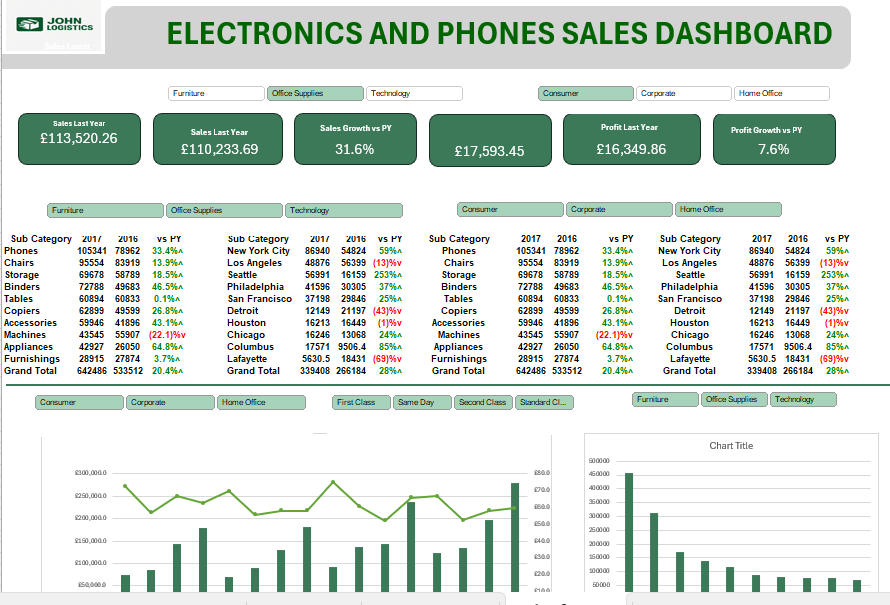 JOHN
LOGISTICS
Sales Layout
ELECTRONICS AND PHONES SALES DASHBOARD
Furniture Office Supplies Technology Consumer Corporate Home Office
Sales Last Year
£113,520.26
Sales Last Year
£110,233.69
Sales Growth vs PY
31.6%
£17,593.45
Profit Last Year
£16,349.86
Profit Growth vs PY
7.6%
Furniture Office Supplies Technology Consumer Corporate Home Office
Sub Category 2017 2016 vs PY Sub Category 2017 2016 vs PY Sub Category 2017 2016 vs PY Sub Category 2017 2016 vs PY
Phones 105341 78962 33.4%^ New York City 86940 54824 59%^ Phones 105341 78962 33.4%^ New York City 86940 54824 59%^
Chairs 95554 83919 13.9%^ Los Angeles 48876 56399 (13)%v Chairs 95554 83919 13.9%^ Los Angeles 48876 56399 (13)%v
Storage 69678 58789 18.5%^ Seattle 56991 16159 253%^ Storage 69678 58789 18.5%^ Seattle 56991 16159 253%^
Binders 72788 49683 46.5%^ Philadelphia 41596 30305 37%^ Binders 72788 49683 46.5%^ Philadelphia 41596 30305 37%^
Tables 60894 60833 0.1%^ San Francisco 37198 29846 25%^ Tables 60894 60833 0.1%^ San Francisco 37198 29846 25%^
Copiers 62899 49599 26.8%^ Detroit 12149 21197 (43)%v Copiers 62899 49599 26.8%^ Detroit 12149 21197 (43)%v
Accessories 59946 41896 43.1%^ Houston 16213 16449 (1)%v Accessories 59946 41896 43.1%^ Houston 16213 16449 (1)%v
Machines 43545 55907 (22.1)%v Chicago 16246 13068 24%^ Machines 43545 55907 (22.1)%v Chicago 16246 13068 24%^
Appliances 42927 26050 64.8%^ Columbus 17571 9506.4 85%^ Appliances 42927 26050 64.8%^ Columbus 17571 9506.4 85%^
Furnishings 28915 27874 3.7%^ Lafayette 5630.5 18431 (69)%v Furnishings 28915 27874 3.7%^ Lafayette 5630.5 18431 (69)%v
Grand Total 642486 533512 20.4%^ Grand Total 339408 266184 28%^ Grand Total 642486 533512 20.4%^ Grand Total 339408 266184 28%^
Consumer Corporate Home Office First Class Same Day Second Class Standard Cl... Furniture Office Supplies Technology
£300,000.0
£250,000.0
£200,000.0
£150,000.0
£100,000.0
£50,000.0
£80.0
£70.0
£60.0
£50.0
£40.0
£30.0
£20.0
£10.0
Chart Title
500000
450000
400000
350000
300000
250000
200000
150000
100000
50000